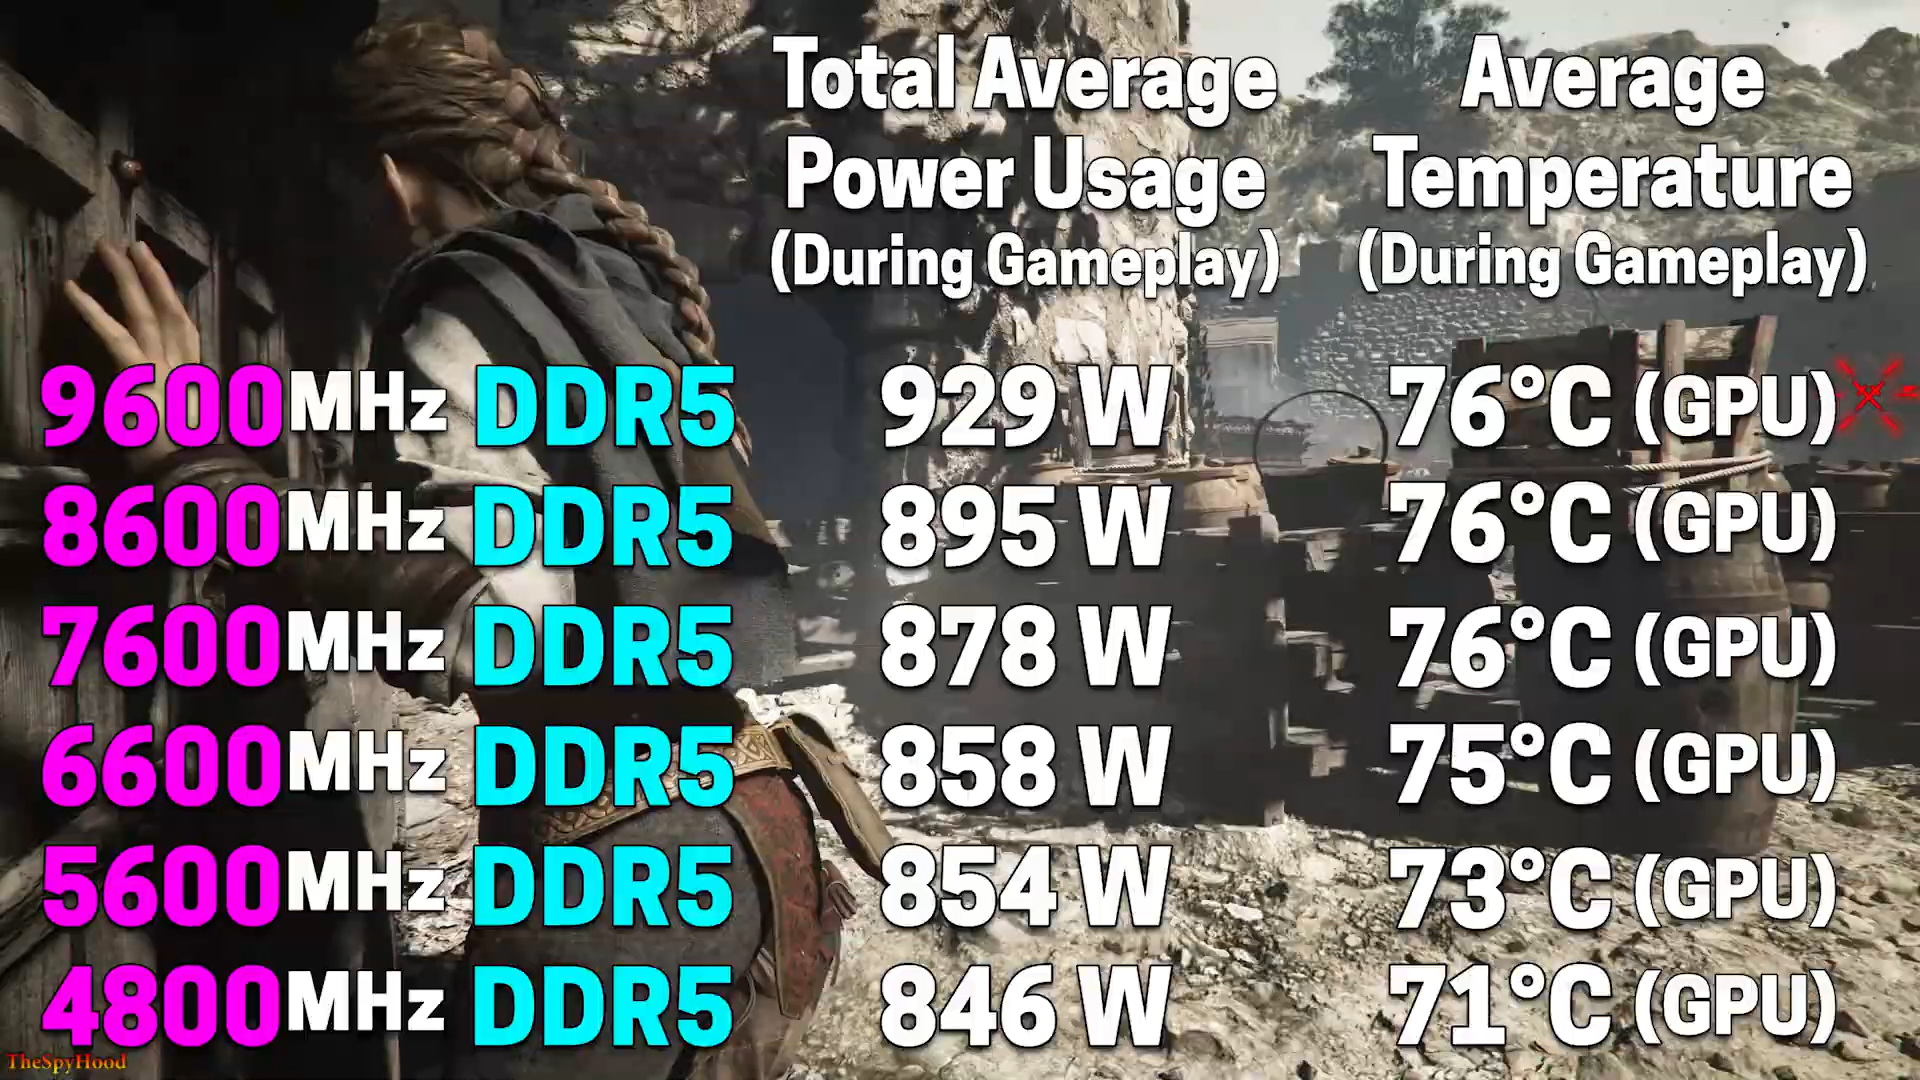 Total Average Average
Power Usage Temperature
(During Gameplay) (During Gameplay)
9600MHz DDR5 929 W 76°C (GPU)
8600MHz DDR5 895 W 76°C (GPU)
7600MHz DDR5 878 W 76°C (GPU)
6600MHz DDR5 858 W 75°C (GPU)
5600MHz DDR5 854 W 73°C (GPU)
4800MHz DDR5 846 W 71°C (GPU)
TheSpyHood